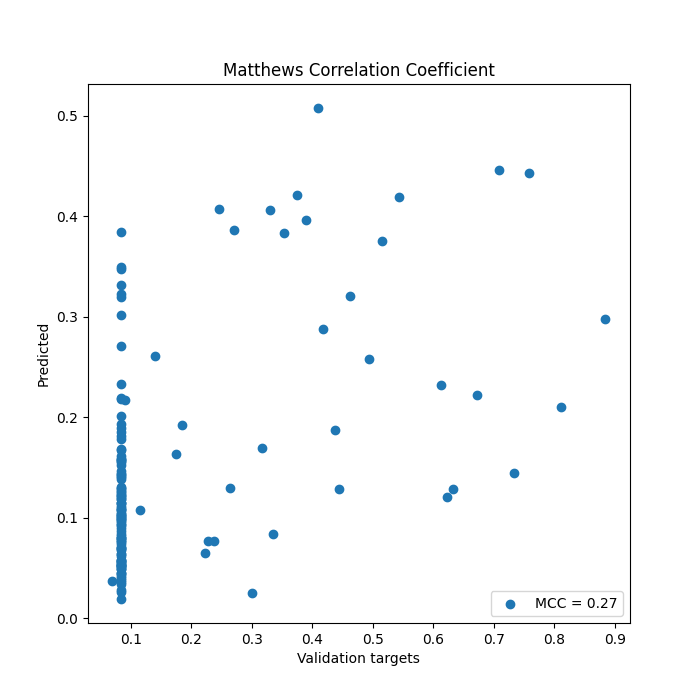 Matthews Correlation Coefficient
0.5
0.4
0.3
0.2
0.1
0.0
Predicted
MCC = 0.27
0.1 0.2 0.3 0.4 0.5 0.6 0.7 0.8 0.9
Validation targets